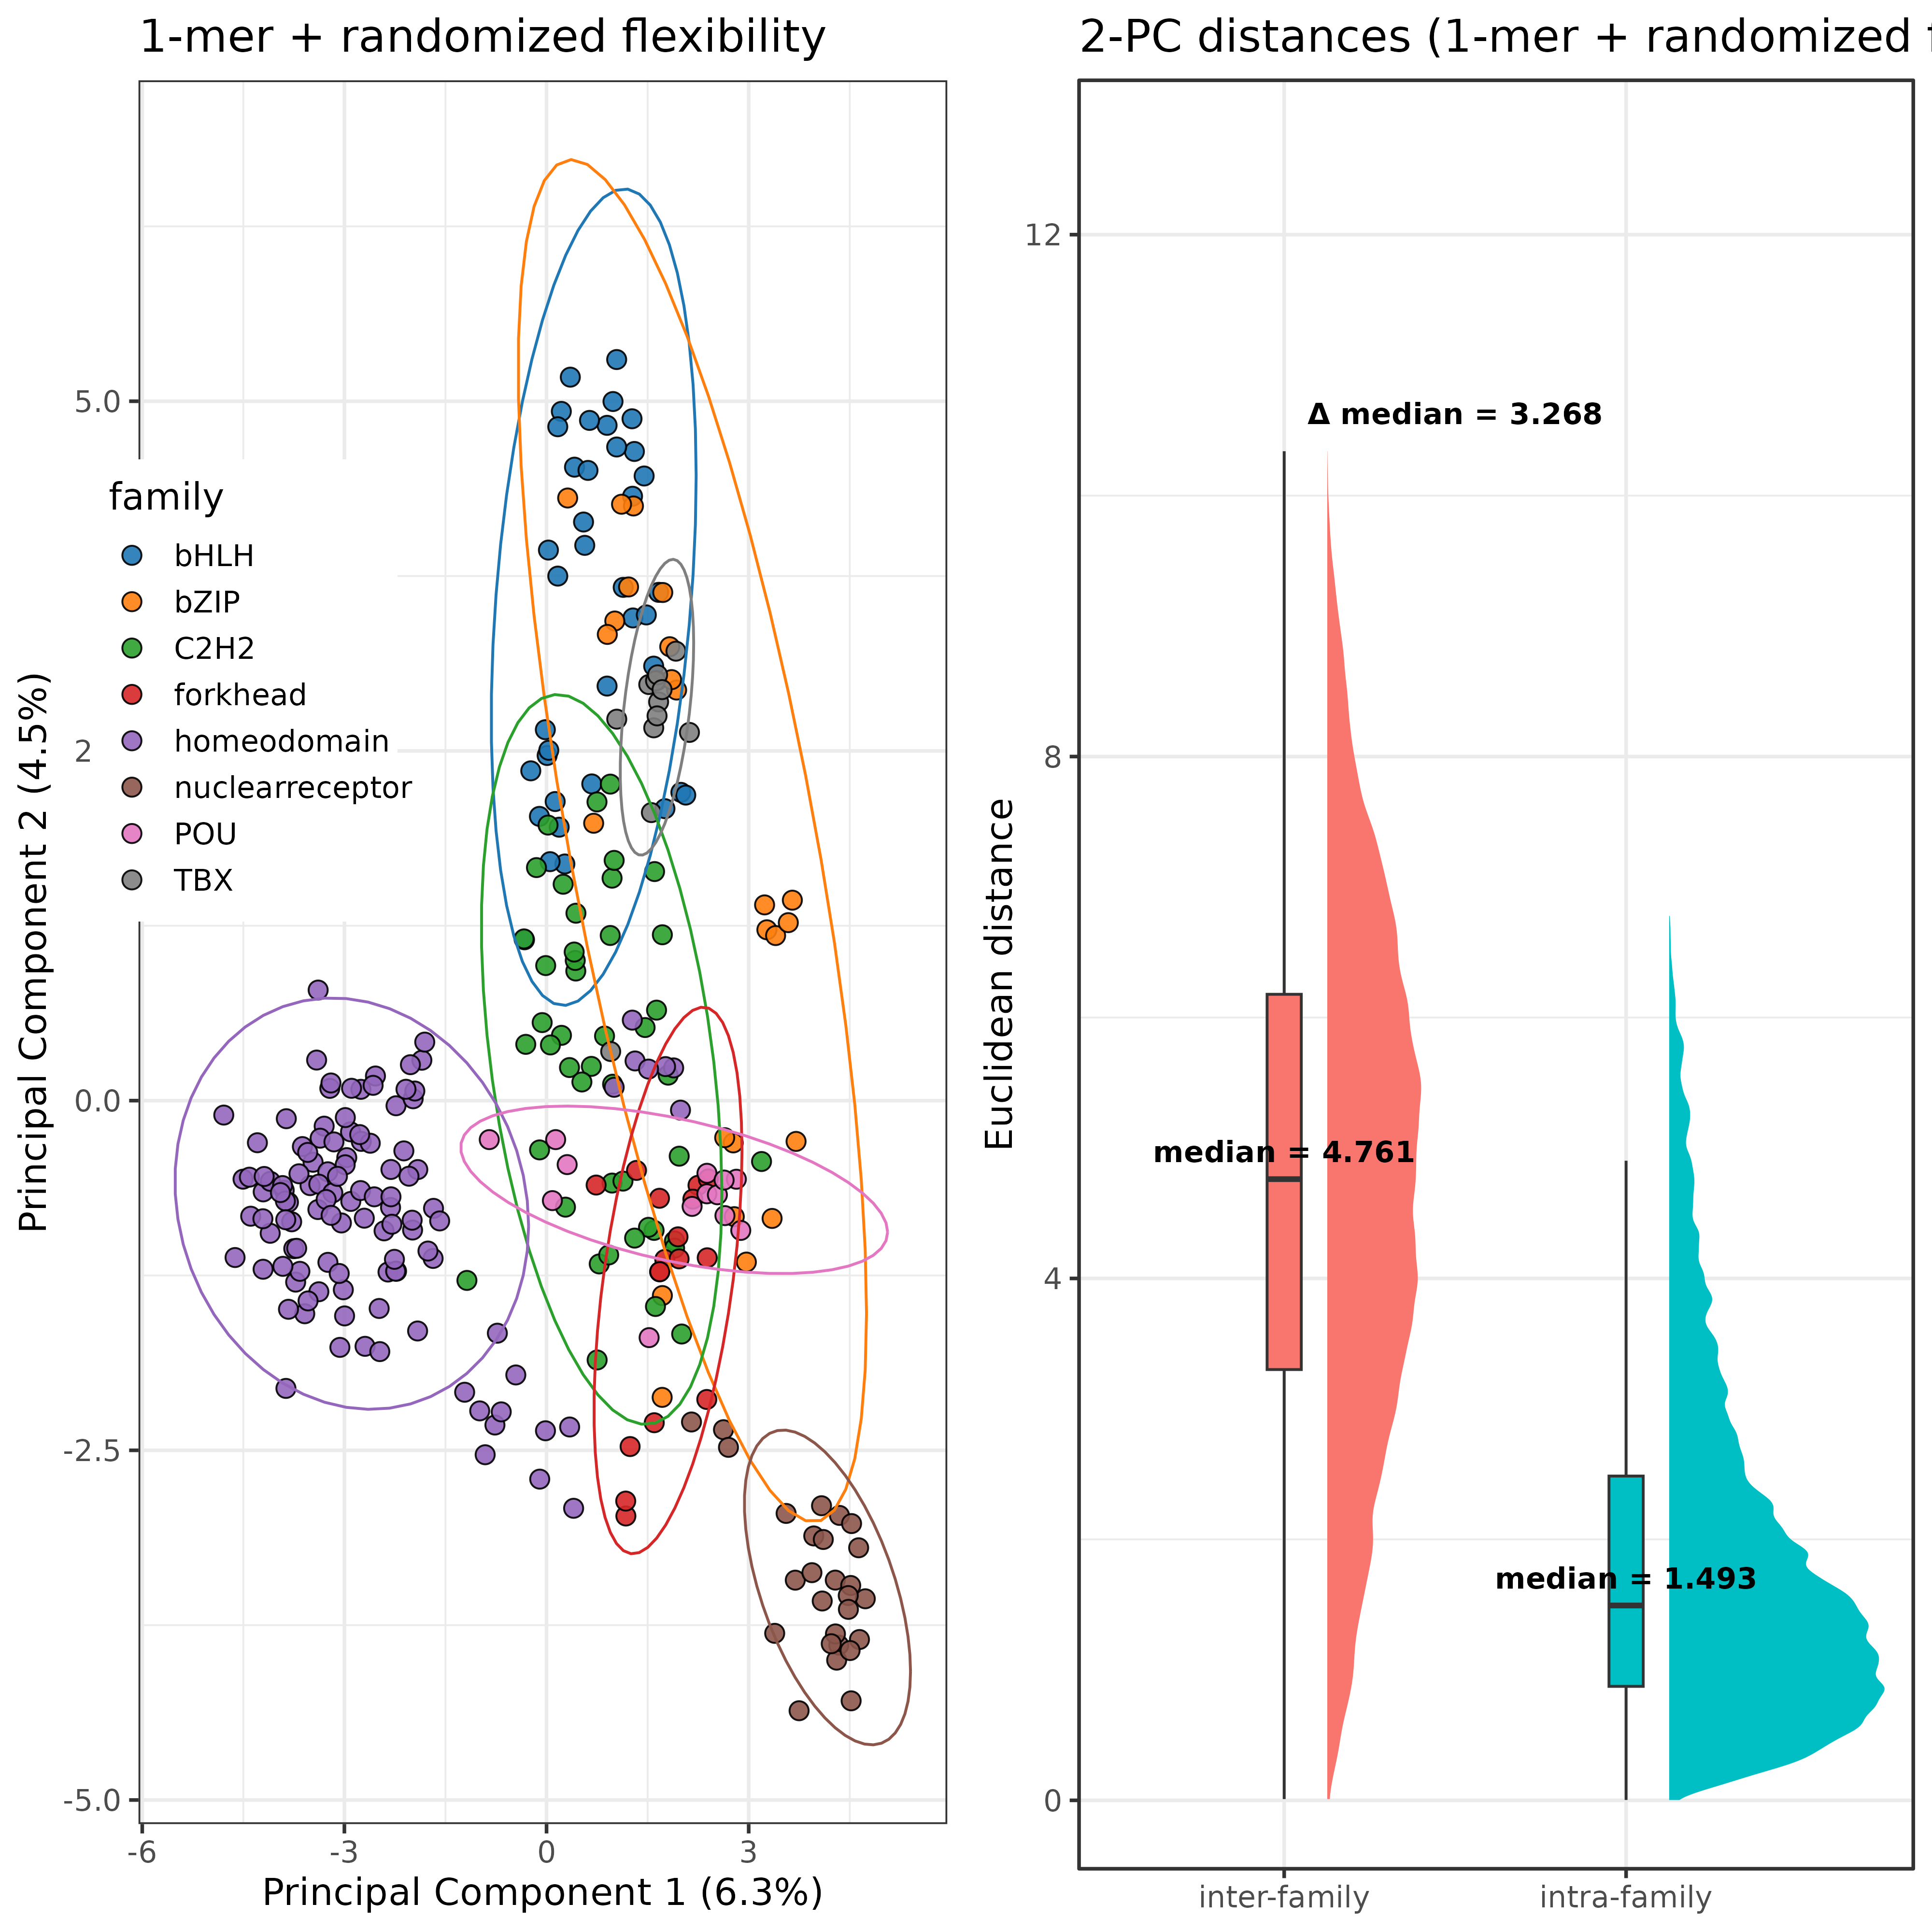 1-mer + randomized flexibility
5.0
2
0.0
-2.5
-5.0
Principal Component 2 (4.5%)
family
bHLH
bZIP
C2H2
forkhead
homeodomain
nuclearreceptor
POU
TBX
-6
-3
0
3
Principal Component 1 (6.3%)
2-PC distances (1-mer + randomized
12
8
4
0
Euclidean distance
Δ median = 3.268
median = 4.761
median = 1.493
inter-family
intra-family